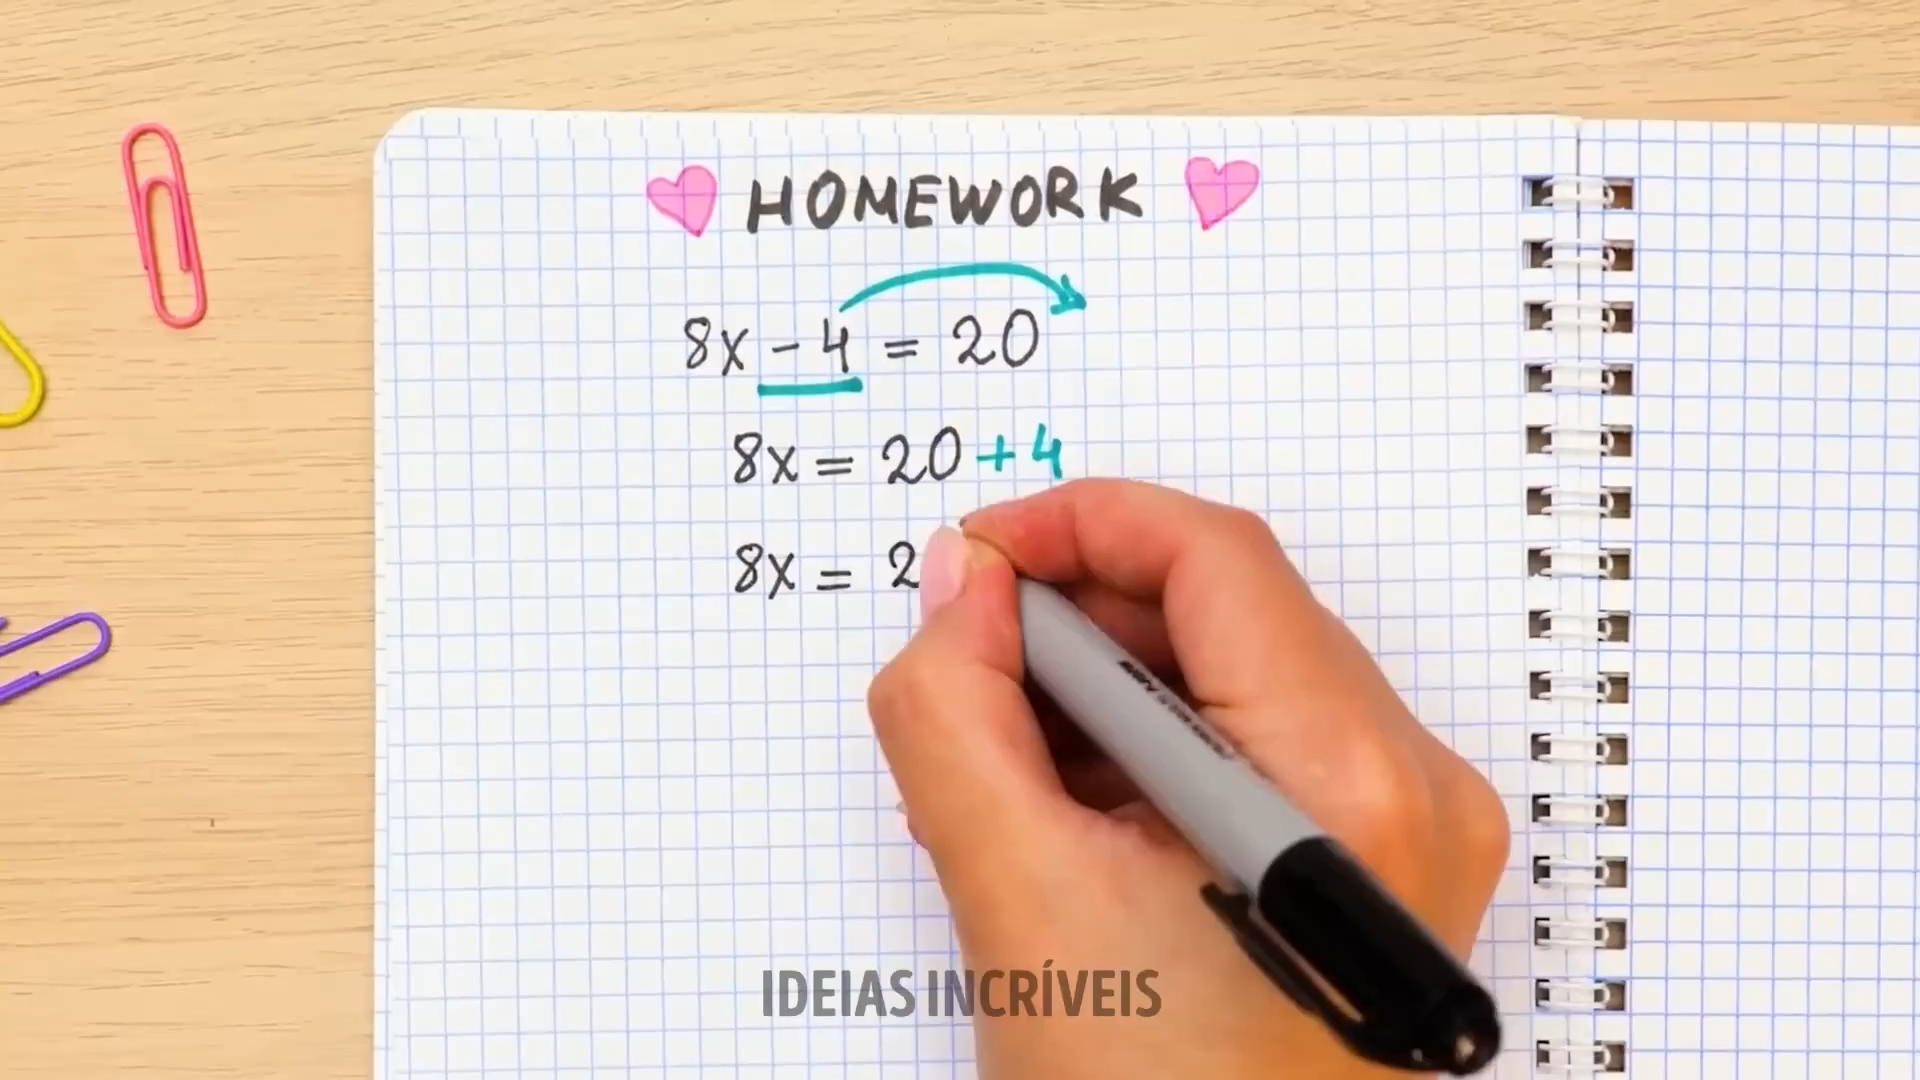 HOMEWORK
8x - 4 = 20
8x = 20 + 4
8x = 2
IDEIAS INCRÍVEIS